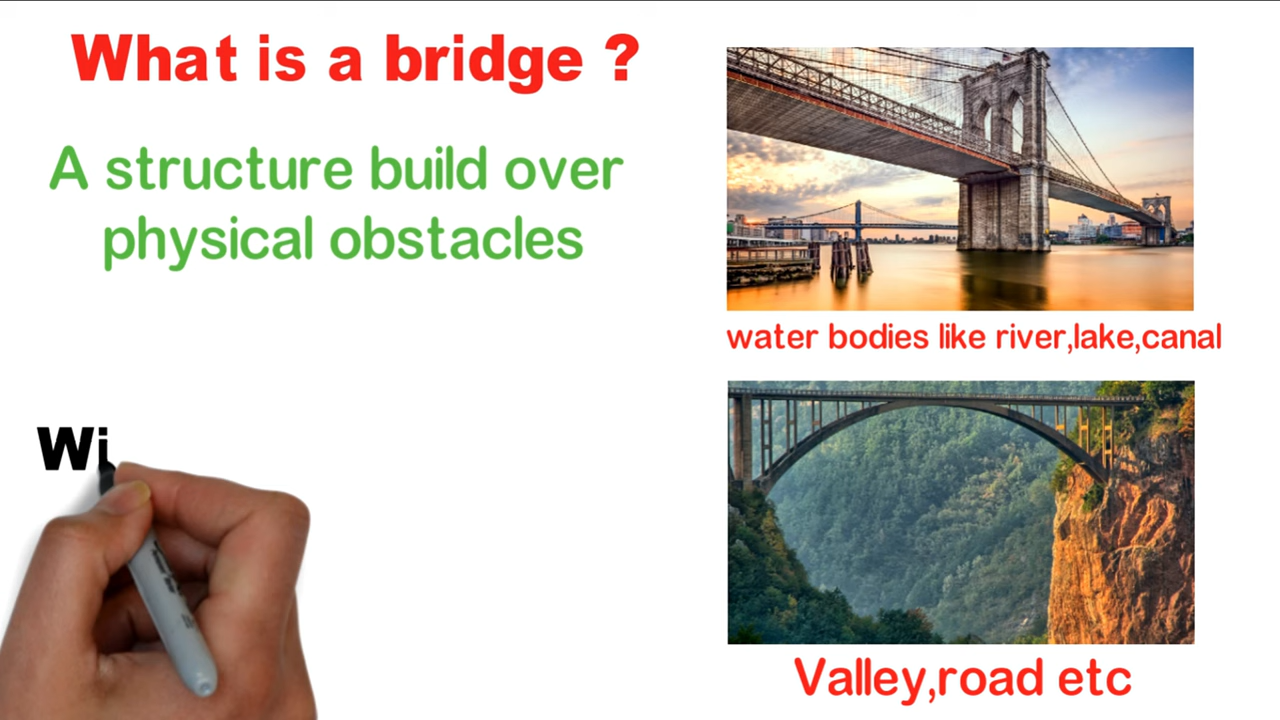 What is a bridge ?
A structure build over
physical obstacles
water bodies like river,lake,canal
Wi
Valley,road etc